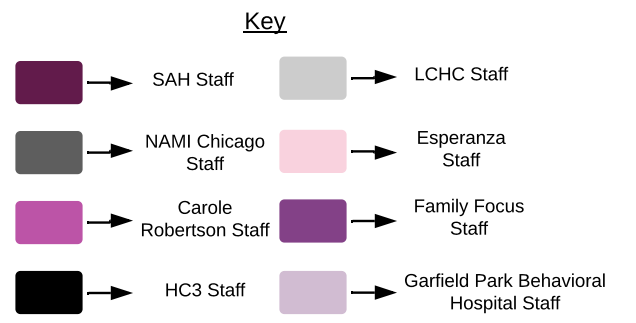 Key
SAH Staff
NAMI Chicago
Staff
Carole
Robertson Staff
HC3 Staff
LCHC Staff
Esperanza
Staff
Family Focus
Staff
Garfield Park Behavioral
Hospital Staff